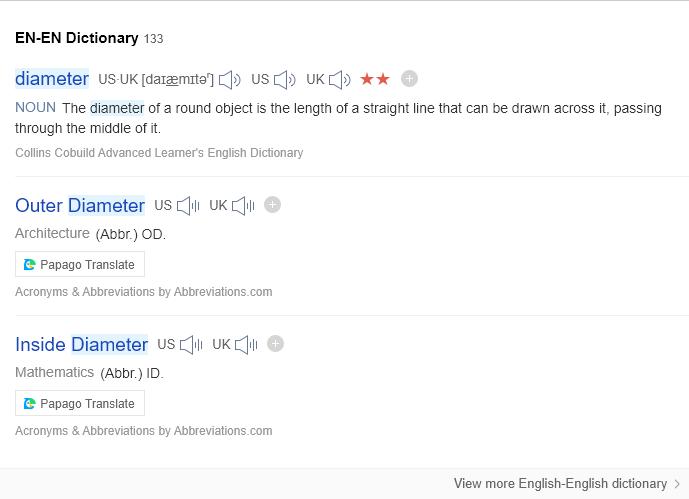 EN-EN Dictionary 133
diameter US·UK [daɪæmɪtəʳ] US UK
NOUN The diameter of a round object is the length of a straight line that can be drawn across it, passing
through the middle of it.
Collins Cobuild Advanced Learner's English Dictionary
Outer Diameter US UK
Architecture (Abbr.) OD.
Papago Translate
Acronyms & Abbreviations by Abbreviations.com
Inside Diameter US UK
Mathematics (Abbr.) ID.
Papago Translate
Acronyms & Abbreviations by Abbreviations.com
View more English-English dictionary